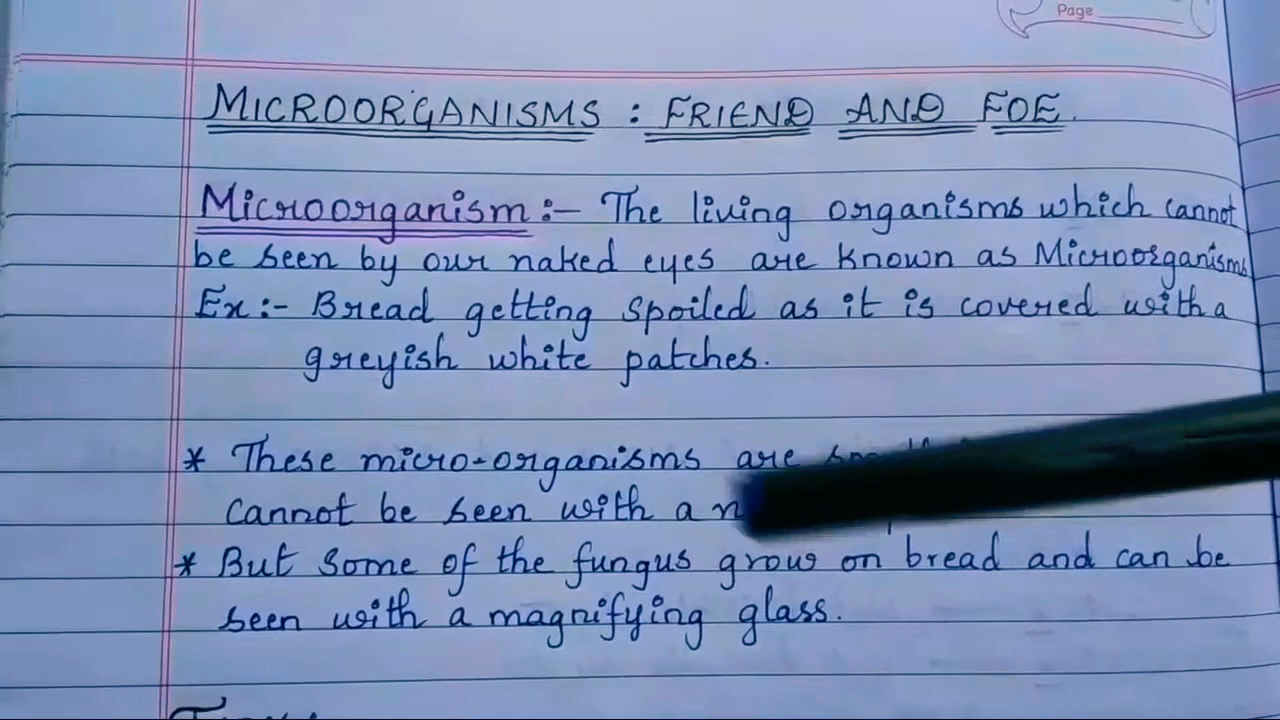 Page
MICROORGANISMS : FRIEND AND FOE.
Microorganism :- The living organisms which cannot
be seen by our naked eyes are known as Microorganisms
Ex :- Bread getting spoiled as it is covered with a
greyish white patches.
* These micro-organisms are
cannot be seen with a
* But some of the fungus grow on bread and can be
seen with a magnifying glass.